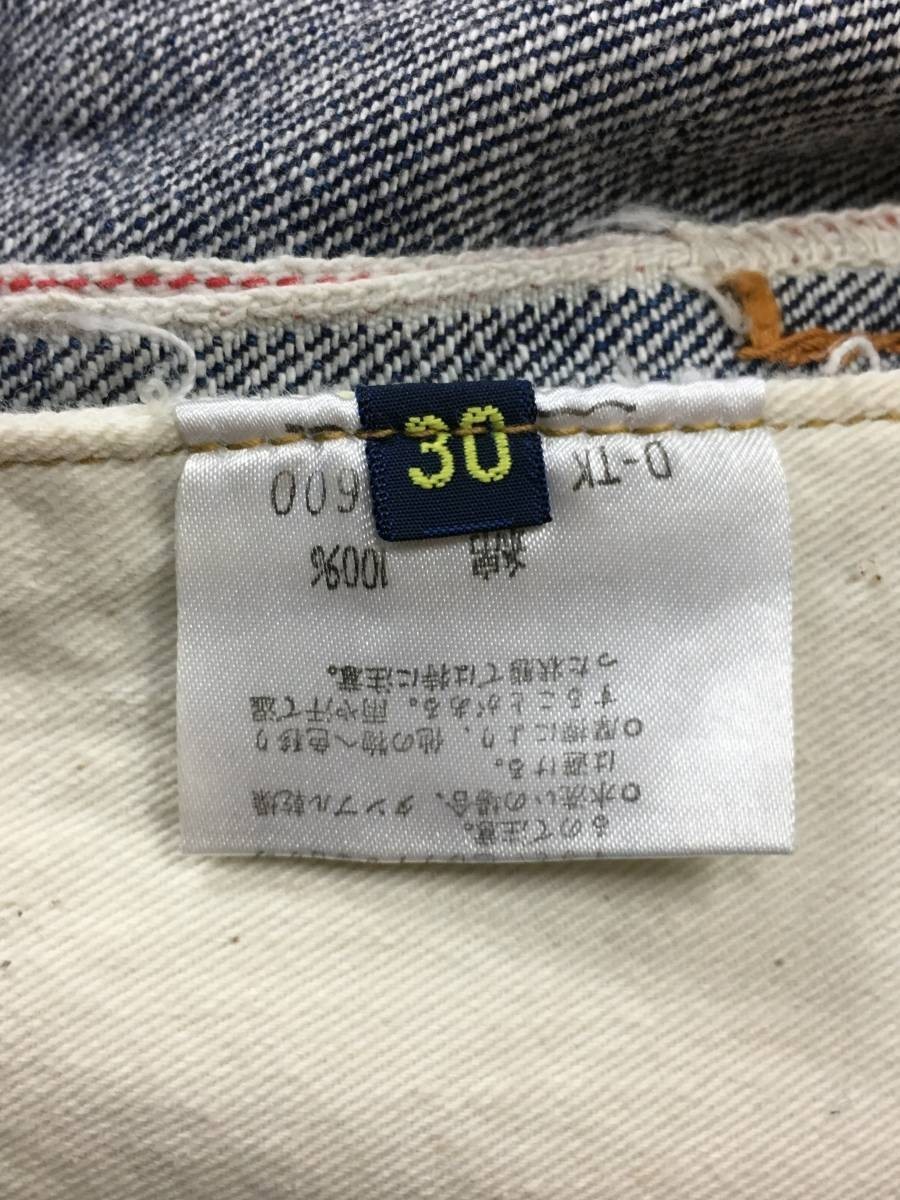 30
るので注意。
○水洗いの場合、タンブル乾燥
は避ける。
○摩擦により、他の物へ色移り
することがある。雨や汗で湿
った状態では特に注意。
綿 100%
D-TK